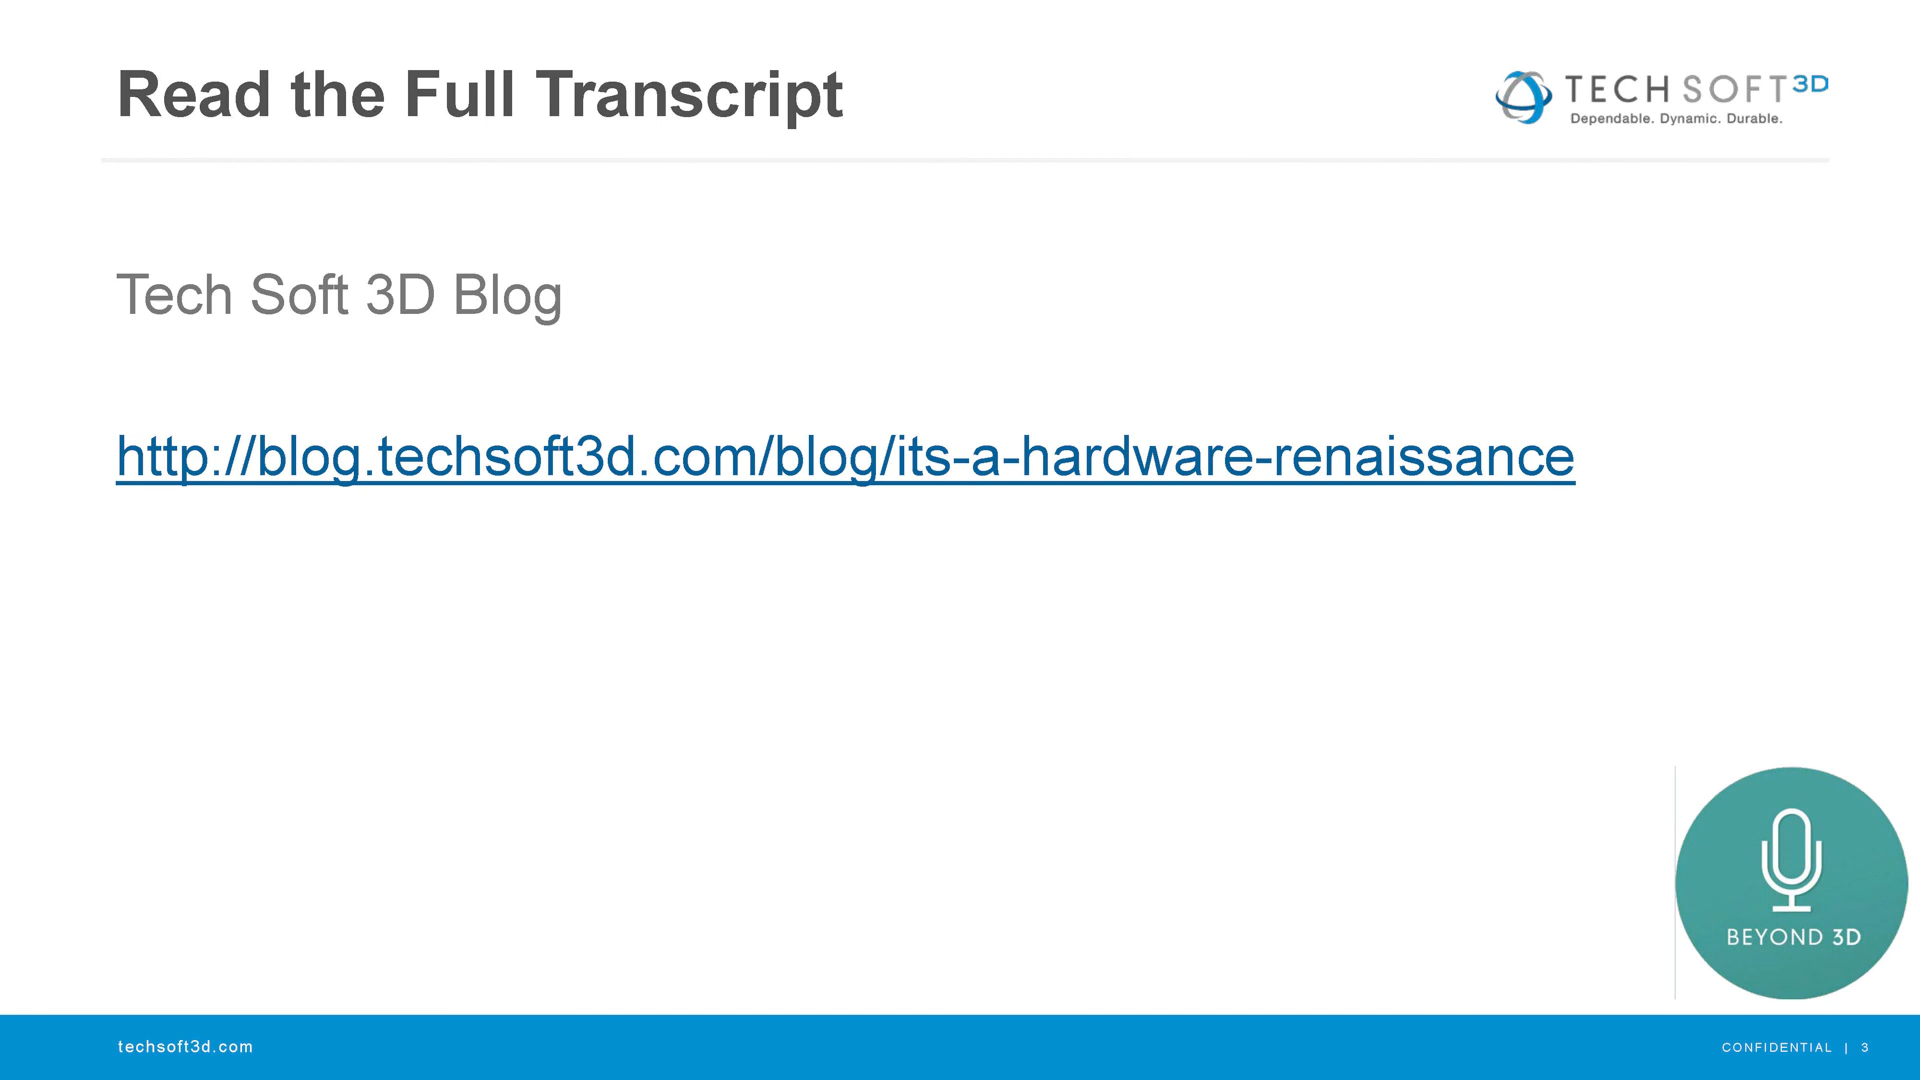 Read the Full Transcript
TECH SOFT 3D
Dependable. Dynamic. Durable.
Tech Soft 3D Blog
http://blog.techsoft3d.com/blog/its-a-hardware-renaissance
BEYOND 3D
techsoft3d.com
CONFIDENTIAL | 3